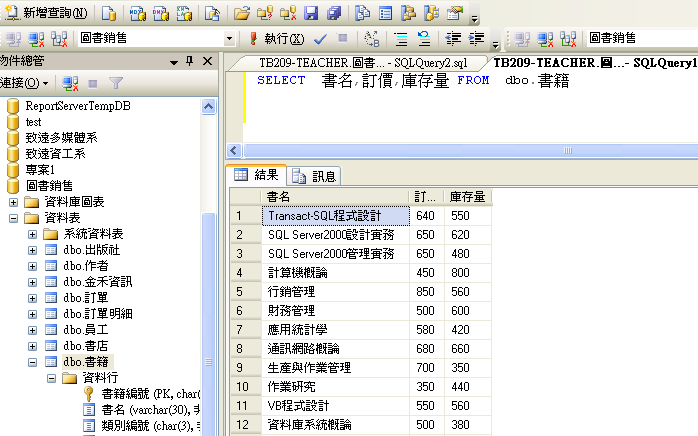 新增查詢(N)
圖書銷售 執行(X) 圖書銷售
物件總管
連接(O)
ReportServerTempDB
test
致遠多媒體系
致遠資工系
專案1
圖書銷售
資料庫圖表
資料表
系統資料表
dbo.出版社
dbo.作者
dbo.金禾資訊
dbo.訂單
dbo.訂單明細
dbo.員工
dbo.書店
dbo.書籍
資料行
書籍編號 (PK, char(
書名 (varchar(30), 非
類別編號 (char(3), 非
TB209-TEACHER.圖書... - SQLQuery2.sql TB209-TEACHER.圖...- SQLQuery1
SELECT 書名,訂價,庫存量 FROM dbo.書籍
結果 訊息
書名 訂... 庫存量
1 Transact-SQL程式設計 640 550
2 SQL Server2000設計實務 650 620
3 SQL Server2000管理實務 650 480
4 計算機概論 450 800
5 行銷管理 850 560
6 財務管理 500 600
7 應用統計學 580 420
8 通訊網路概論 680 660
9 生產與作業管理 700 350
10 作業研究 350 440
11 VB程式設計 550 560
12 資料庫系統概論 500 380